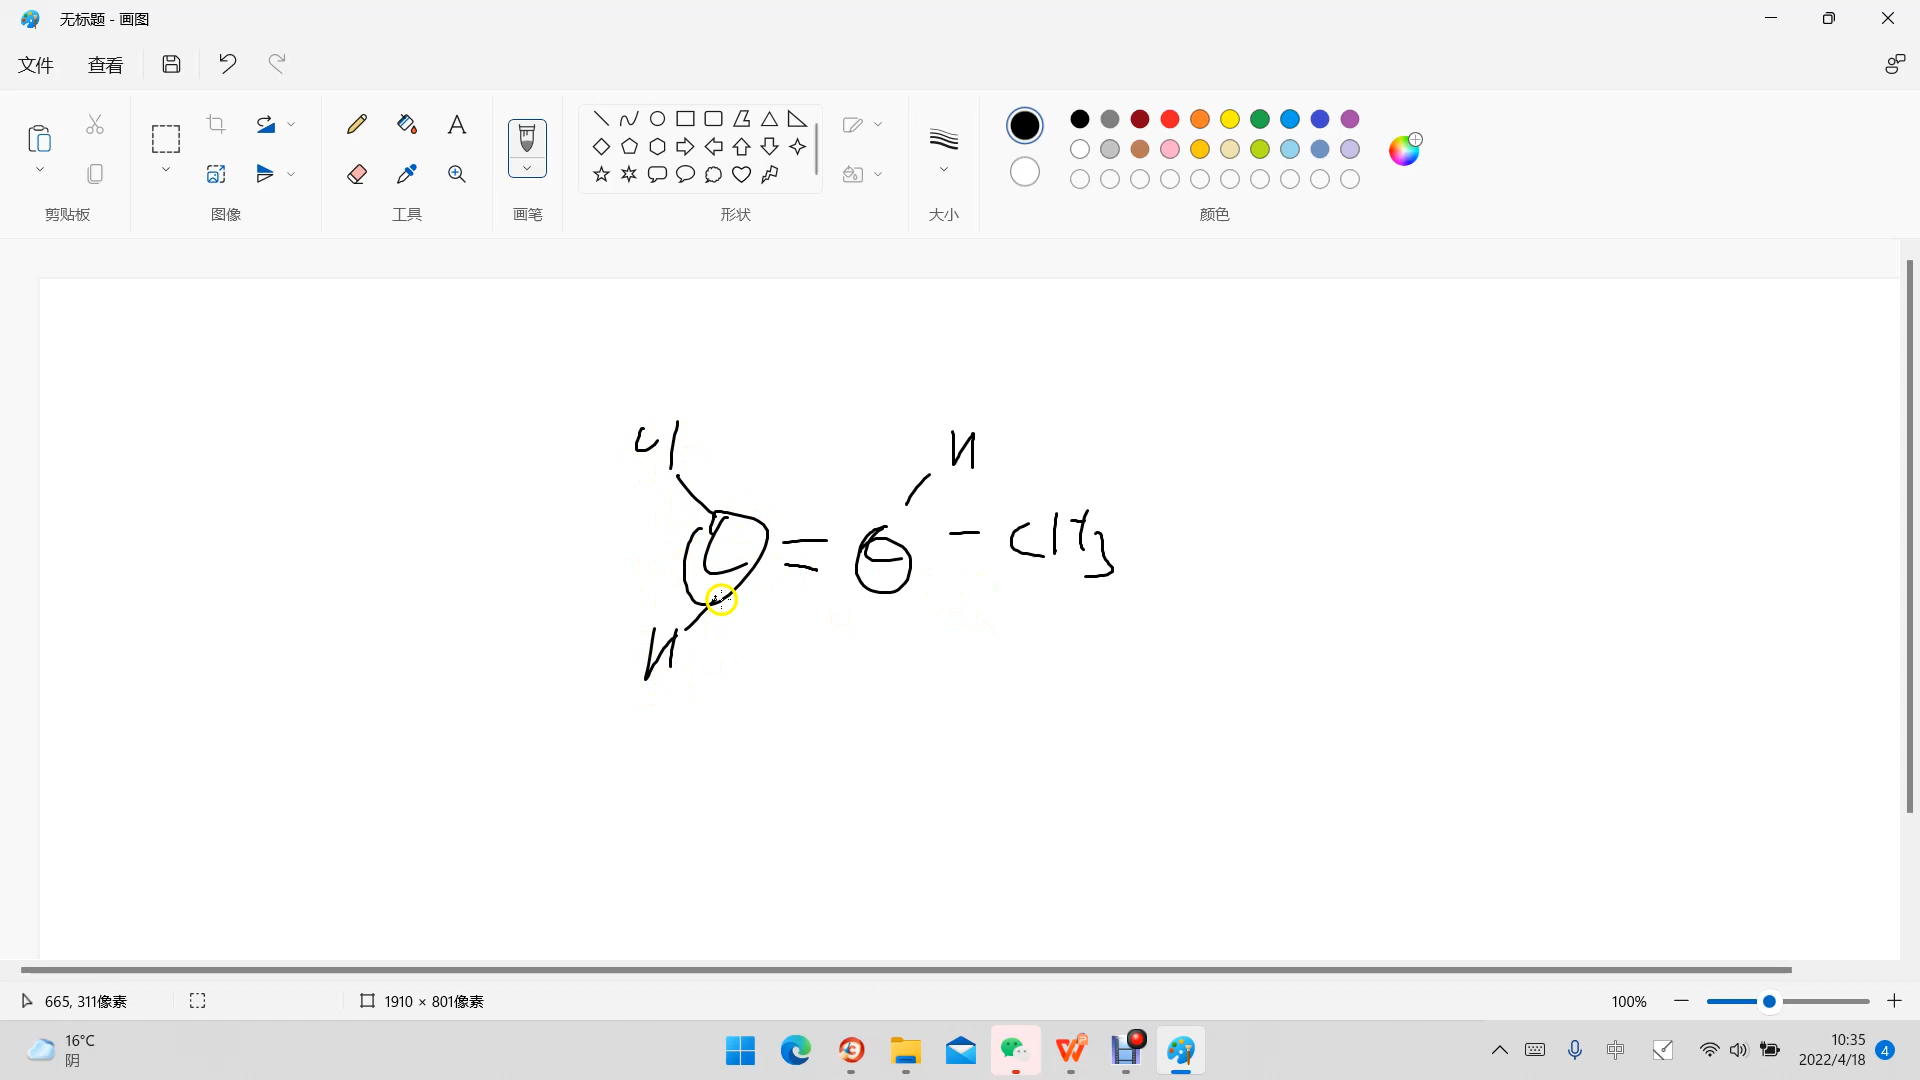 无标题 - 画图
文件 查看
剪贴板 图像 工具 画笔 形状 大小 颜色
Cl H
C = C - CH3
H
665, 311像素 1910 × 801像素 100%
16°C
阴
中
10:35
2022/4/18 4